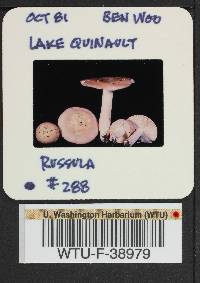 OCT 81 BEN WOO
LAKE QUINAULT
RUSSULA
#288
U. Washington Herbarium (WTU)
WTU-F-38979